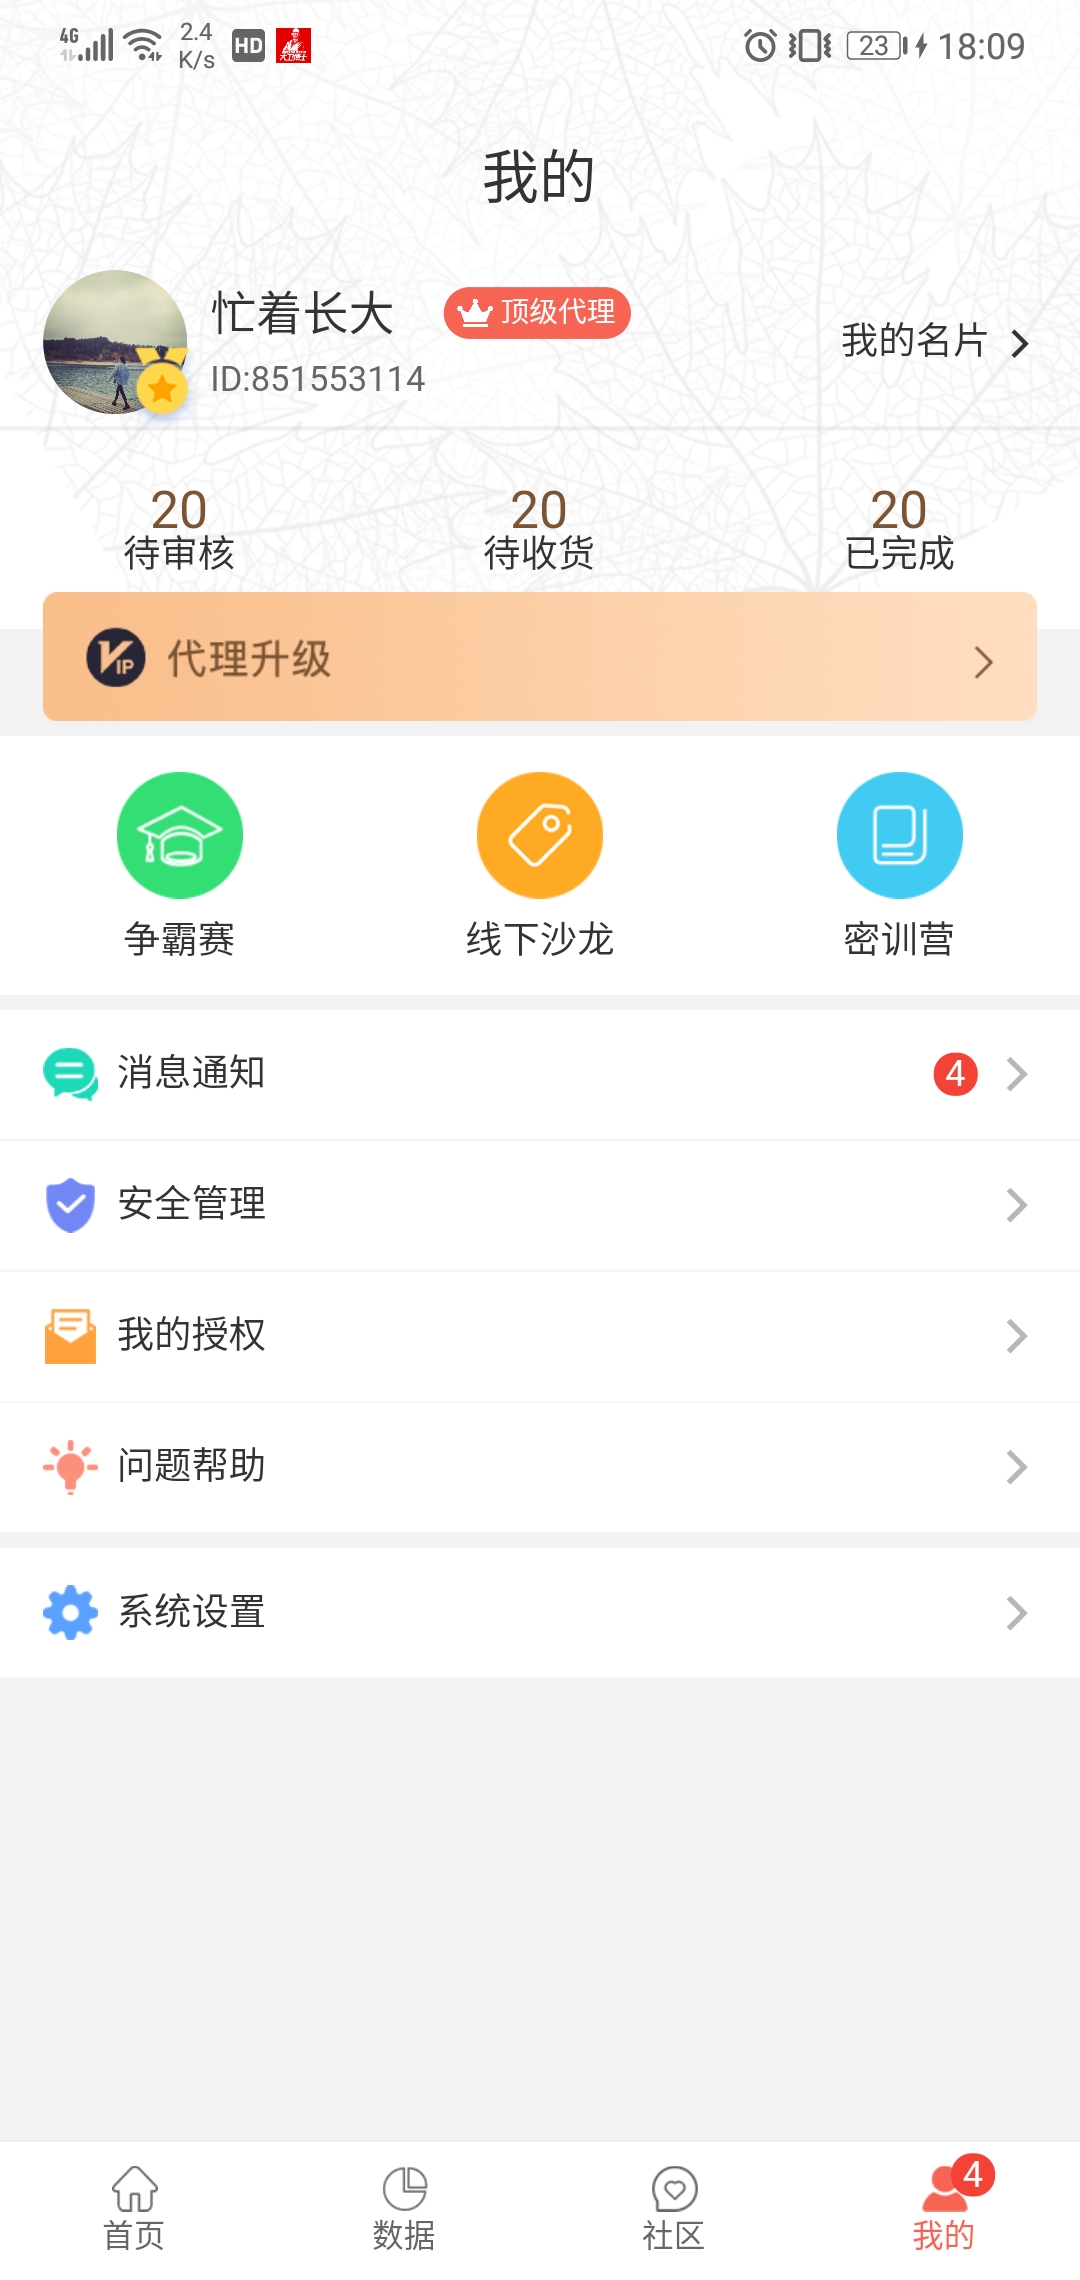 4G 2.4 K/s HD 23 18:09
我的
忙着长大 顶级代理
ID:851553114
我的名片
20 20 20
待审核 待收货 已完成
VIP 代理升级
争霸赛 线下沙龙 密训营
消息通知 4
安全管理
我的授权
问题帮助
系统设置
4
首页 数据 社区 我的